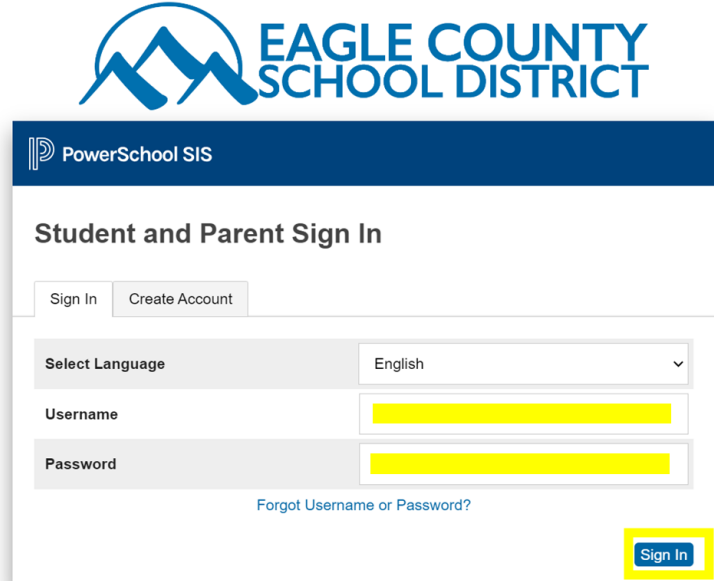 EAGLE COUNTY
SCHOOL DISTRICT
PowerSchool SIS
Student and Parent Sign In
Sign In Create Account
Select Language English
Username
Password
Forgot Username or Password?
Sign In